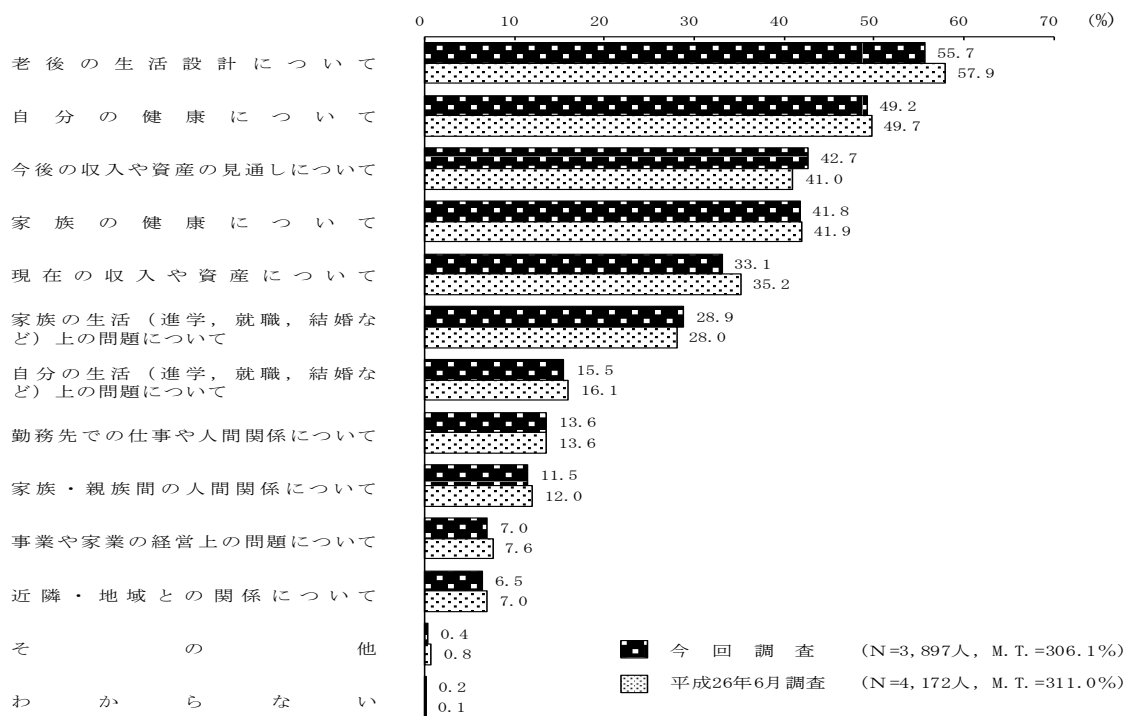 0 10 20 30 40 50 60 70 (%)
老後の生活設計について
55.7
57.9
自分の健康について
49.2
49.7
今後の収入や資産の見通しについて
42.7
41.0
家族の健康について
41.8
41.9
現在の収入や資産について
33.1
35.2
家族の生活（進学，就職，結婚な
ど）上の問題について
28.9
28.0
自分の生活（進学，就職，結婚な
ど）上の問題について
15.5
16.1
勤務先での仕事や人間関係について
13.6
13.6
家族・親族間の人間関係について
11.5
12.0
事業や家業の経営上の問題について
7.0
7.6
近隣・地域との関係について
6.5
7.0
その他
0.4
0.8
わからない
0.2
0.1
今回調査 (N=3,897人, M.T.=306.1%)
平成26年6月調査 (N=4,172人, M.T.=311.0%)